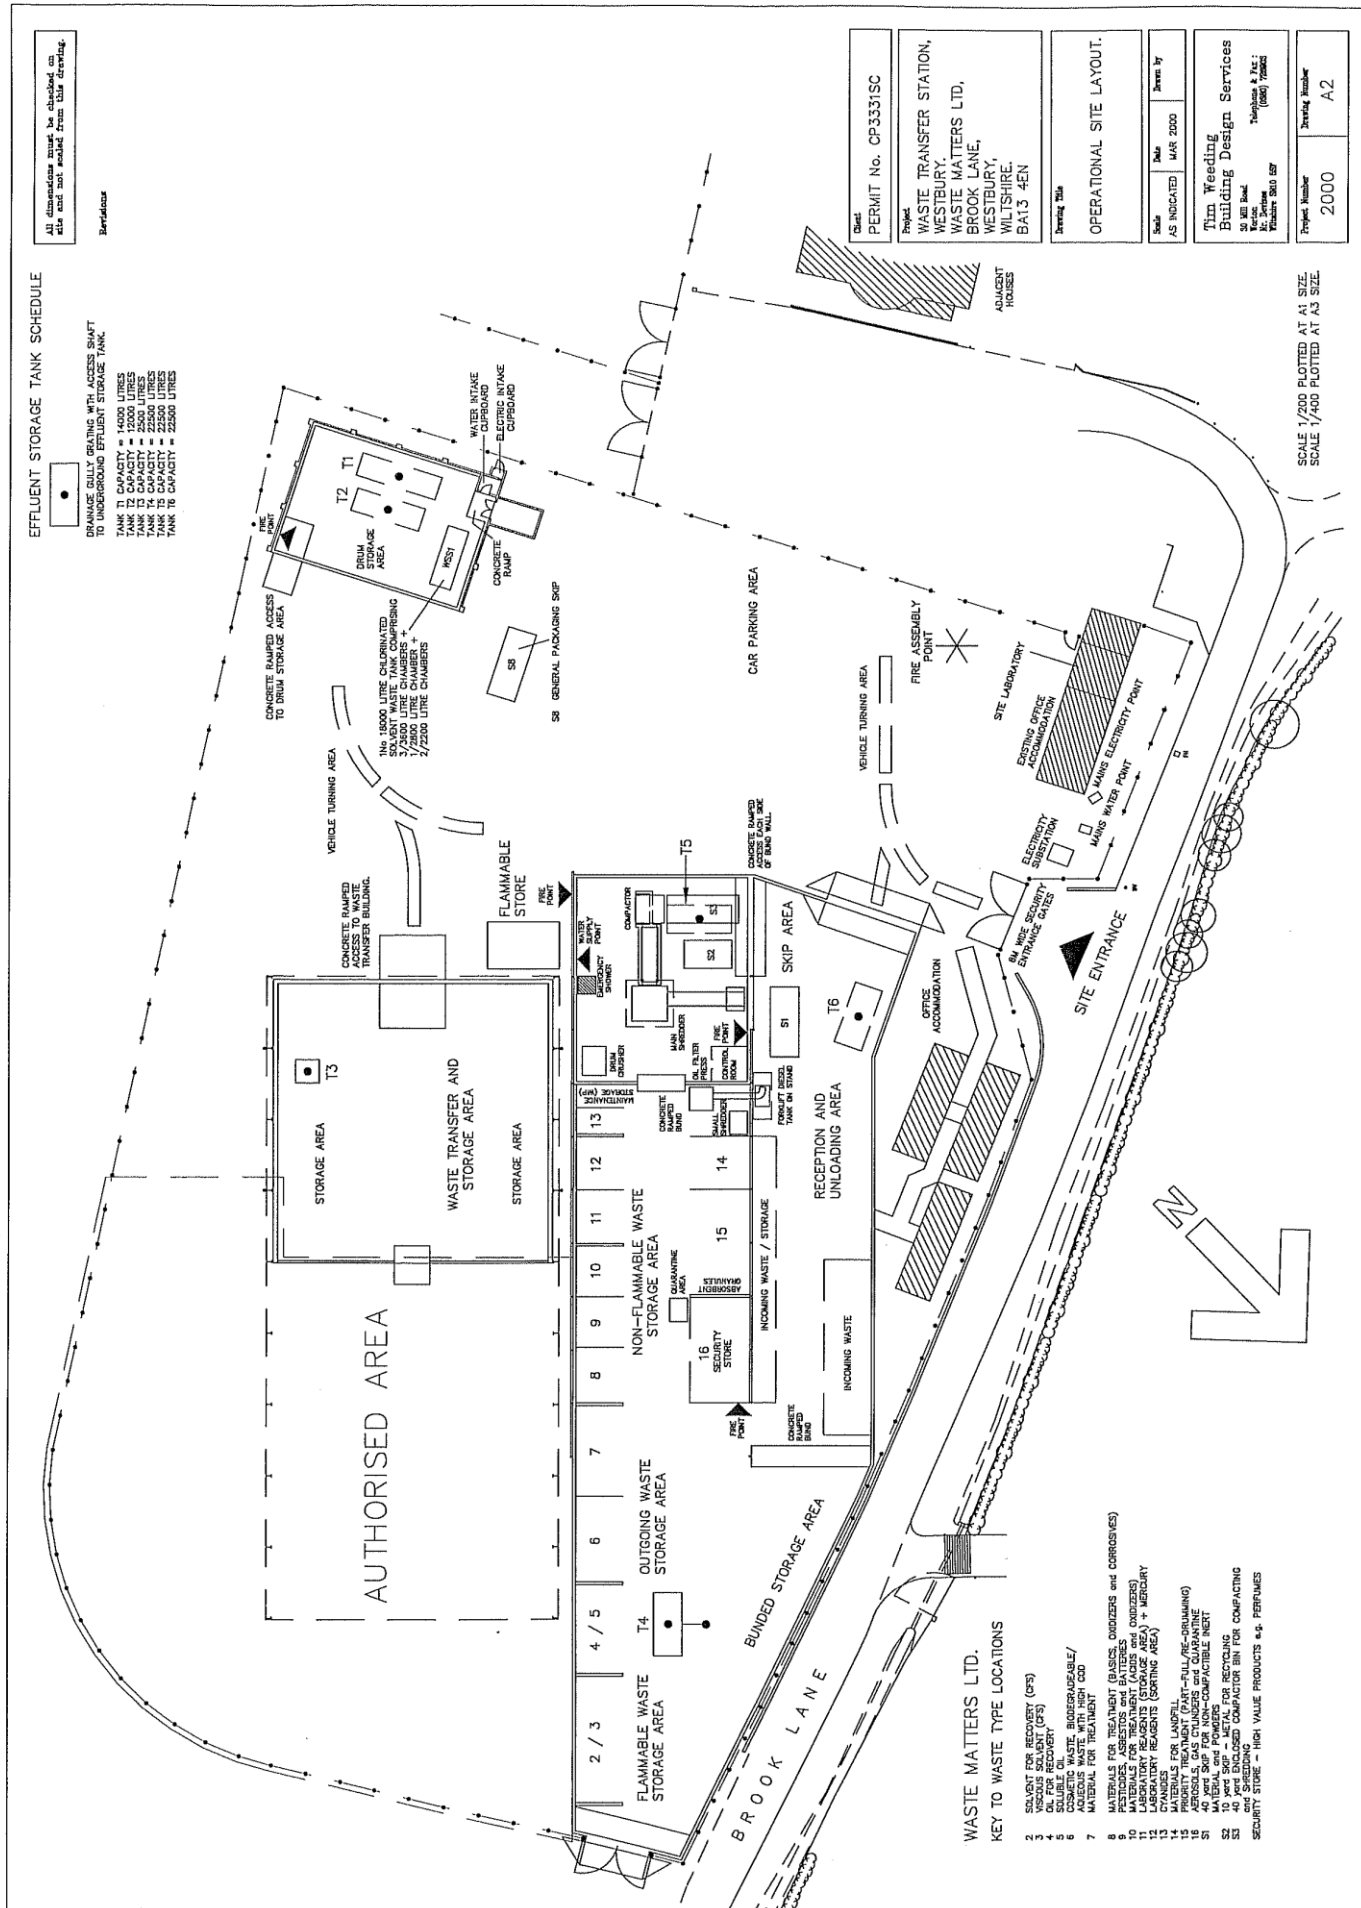 All dimensions must be checked on
site and not scaled from this drawing.
Revisions
EFFLUENT STORAGE TANK SCHEDULE
DRAINAGE GULLY GRATING WITH ACCESS SHAFT
TO UNDERGROUND EFFLUENT STORAGE TANK.
TANK T1 CAPACITY = 14000 LITRES
TANK T2 CAPACITY = 12000 LITRES
TANK T3 CAPACITY = 2500 LITRES
TANK T4 CAPACITY = 22500 LITRES
TANK T5 CAPACITY = 22500 LITRES
TANK T6 CAPACITY = 22500 LITRES
Client
PERMIT No. CP3331SC
Project
WASTE TRANSFER STATION,
WESTBURY.
WASTE MATTERS LTD,
BROOK LANE,
WESTBURY,
WILTSHIRE.
BA13 4EN
Drawing Title
OPERATIONAL SITE LAYOUT.
Scale
AS INDICATED
Date
MAR 2000
Drawn by
Tim Weeding
Building Design Services
50 Mill Road
Worton
Nr. Devizes
Wiltshire SN10 5SF
Telephone & Fax :
Project Number
2000
Drawing Number
A2
SCALE 1/200 PLOTTED AT A1 SIZE.
SCALE 1/400 PLOTTED AT A3 SIZE.
ADJACENT
HOUSES
FIRE
POINT
T1
T2
DRUM
STORAGE
AREA
WSS1
WATER INTAKE
CUPBOARD
ELECTRIC INTAKE
CUPBOARD
CONCRETE
RAMP
CONCRETE RAMPED ACCESS
TO DRUM STORAGE AREA
1No 18000 LITRE CHLORINATED
SOLVENT WASTE TANK COMPRISING
3/3600 LITRE CHAMBERS +
1/2800 LITRE CHAMBER +
2/2200 LITRE CHAMBERS
S8
S8 GENERAL PACKAGING SKIP
CAR PARKING AREA
FIRE ASSEMBLY
POINT
VEHICLE TURNING AREA
VEHICLE TURNING AREA
SITE LABORATORY
EXISTING OFFICE
ACCOMMODATION
MAINS ELECTRICITY POINT
MAINS WATER POINT
ELECTRICITY
SUBSTATION
8M WIDE SECURITY
ENTRANCE GATES
SITE ENTRANCE
CONCRETE RAMPED
ACCESS TO WASTE
TRANSFER BUILDING.
FLAMMABLE
STORE
FIRE
POINT
WATER
SUPPLY
POINT
EMERGENCY
SHOWER
COMPACTOR
T5
S3
S2
CONCRETE RAMPED
ACCESS EACH SIDE
OF BUND WALL.
MAIN
SHREDDER
DRUM
CRUSHER
OIL FILTER
PRESS
CONTROL
ROOM
FIRE
POINT
SKIP AREA
S1
T6
OFFICE
ACCOMMODATION
T3
STORAGE AREA
WASTE TRANSFER AND
STORAGE AREA
STORAGE AREA
MAINTENANCE
STORAGE (WIP)
CONCRETE
RAMPED
BUND
SMALL
SHREDDER
FORKLIFT DIESEL
TANK ON STAND
RECEPTION AND
UNLOADING AREA
13
12
11
10
9
8
7
6
4 / 5
2 / 3
14
15
NON-FLAMMABLE WASTE
STORAGE AREA
QUARANTINE
AREA
ABSORBENT
GRANULES
16
SECURITY
STORE
INCOMING WASTE / STORAGE
INCOMING WASTE
FIRE
POINT
CONCRETE
RAMPED
BUND
AUTHORISED AREA
OUTGOING WASTE
STORAGE AREA
T4
FLAMMABLE WASTE
STORAGE AREA
BUNDED STORAGE AREA
BROOK LANE
N
WASTE MATTERS LTD.
KEY TO WASTE TYPE LOCATIONS
2 SOLVENT FOR RECOVERY (CFS)
3 VISCOUS SOLVENT (CFS)
4 OIL FOR RECOVERY
5 SOLUBLE OIL
6 COSMETIC WASTE, BIODEGRADEABLE/
AQUEOUS WASTE WITH HIGH COD
7 MATERIAL FOR TREATMENT
8 MATERIALS FOR TREATMENT (BASICS, OXIDIZERS and CORROSIVES)
9 PESTICIDES, ASBESTOS and BATTERIES
10 MATERIALS FOR TREATMENT (ACIDS and OXIDIZERS)
11 LABORATORY REAGENTS (STORAGE AREA) + MERCURY
12 LABORATORY REAGENTS (SORTING AREA)
13 CYANIDES
14 MATERIALS FOR LANDFILL
15 PRIORITY TREATMENT (PART-FULL/RE-DRUMMING)
16 AEROSOLS, GAS CYLINDERS and QUARANTINE
S1 40 yard SKIP FOR NON-COMPACTIBLE INERT
MATERIAL and POWDERS
S2 10 yard SKIP - METAL FOR RECYCLING
S3 40 yard ENCLOSED COMPACTOR BIN FOR COMPACTING
and SHREDDING
SECURITY STORE - HIGH VALUE PRODUCTS e.g. PERFUMES